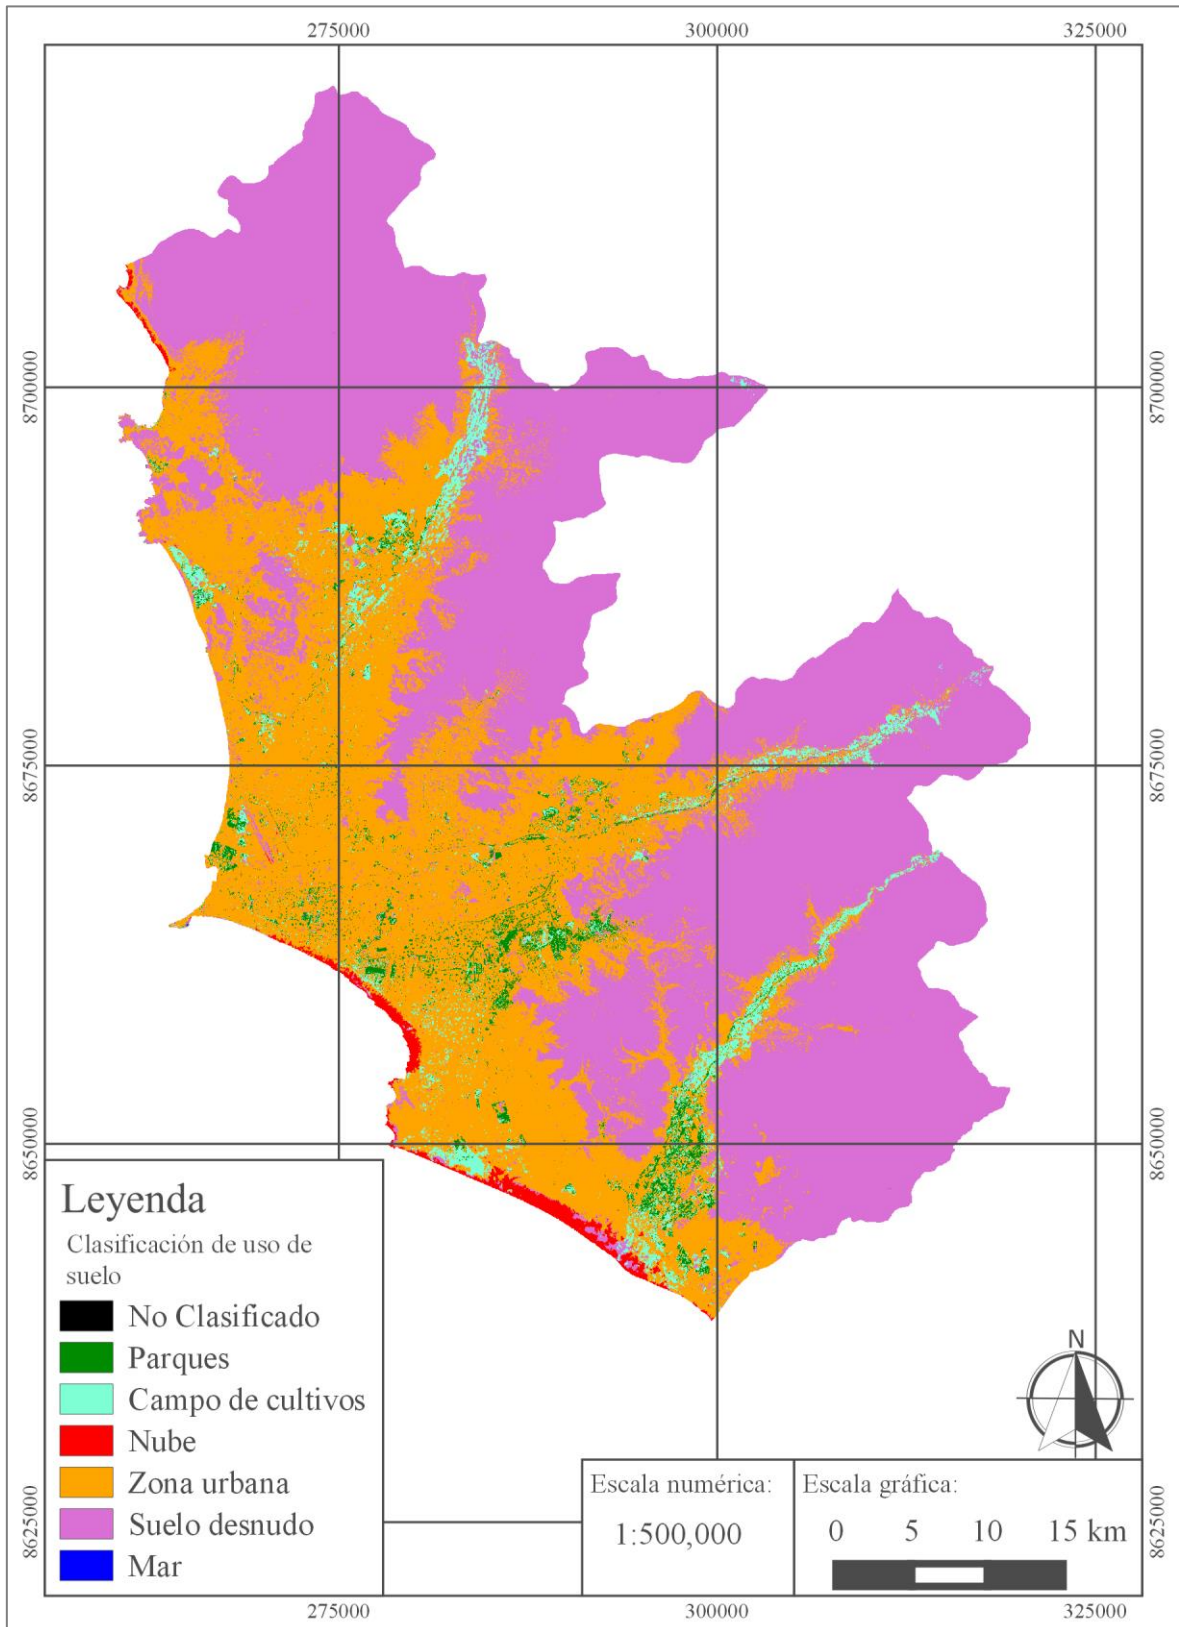 275000 300000 325000
8700000 8700000
8675000 8675000
8650000 8650000
Leyenda
Clasificación de uso de
suelo
No Clasificado
Parques
Campo de cultivos
Nube
Zona urbana
Suelo desnudo
Mar
N
Escala numérica:
1:500,000
Escala gráfica:
0 5 10 15 km
8625000 8625000
275000 300000 325000